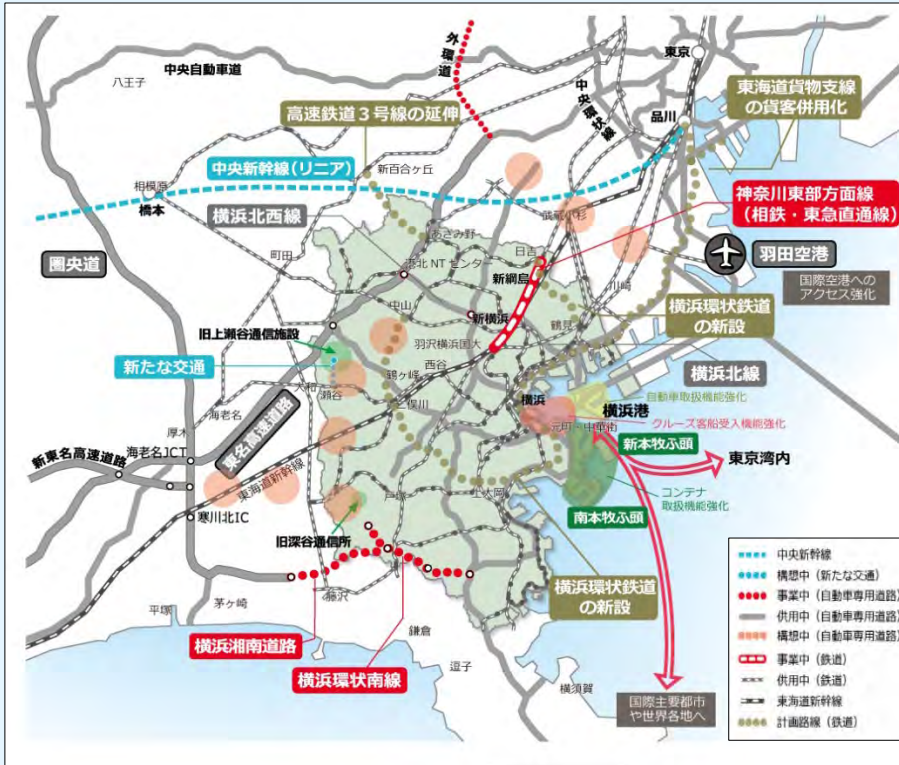 外環道
東京
中央自動車道
八王子
中央環状線
東海道貨物支線
の貨客併用化
高速鉄道3号線の延伸
品川
中央新幹線(リニア)
新百合ヶ丘
相模原
橋本
神奈川東部方面線
(相鉄・東急直通線)
横浜北西線
武蔵小杉
あざみ野
日吉
町田
港北NTセンター
新綱島
羽田空港
圏央道
国際空港への
アクセス強化
川崎
中山
新横浜
横浜環状鉄道
の新設
鶴見
旧上瀬谷通信施設
羽沢横浜国大
西谷
新たな交通
鶴ヶ峰
横浜北線
大和
瀬谷
二俣川
自動車取扱機能強化
海老名
横浜
横浜港
クルーズ客船受入機能強化
厚木
元町・中華街
東名高速道路
海老名JCT
新本牧ふ頭
新東名高速道路
東京湾内
東海道新幹線
上大岡
コンテナ
取扱機能強化
戸塚
寒川北IC
南本牧ふ頭
旧深谷通信所
横浜環状鉄道
の新設
藤沢
茅ヶ崎
平塚
横浜湘南道路
鎌倉
横浜環状南線
逗子
横須賀
国際主要都市
や世界各地へ
中央新幹線
構想中(新たな交通)
事業中(自動車専用道路)
供用中(自動車専用道路)
構想中(自動車専用道路)
事業中(鉄道)
供用中(鉄道)
東海道新幹線
計画路線(鉄道)